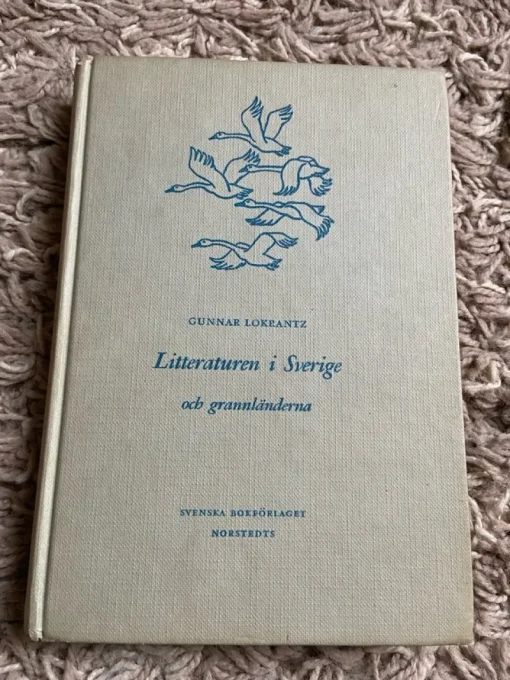 GUNNAR LOKRANTZ
Litteraturen i Sverige
och grannländerna
SVENSKA BOKFÖRLAGET
NORSTEDTS